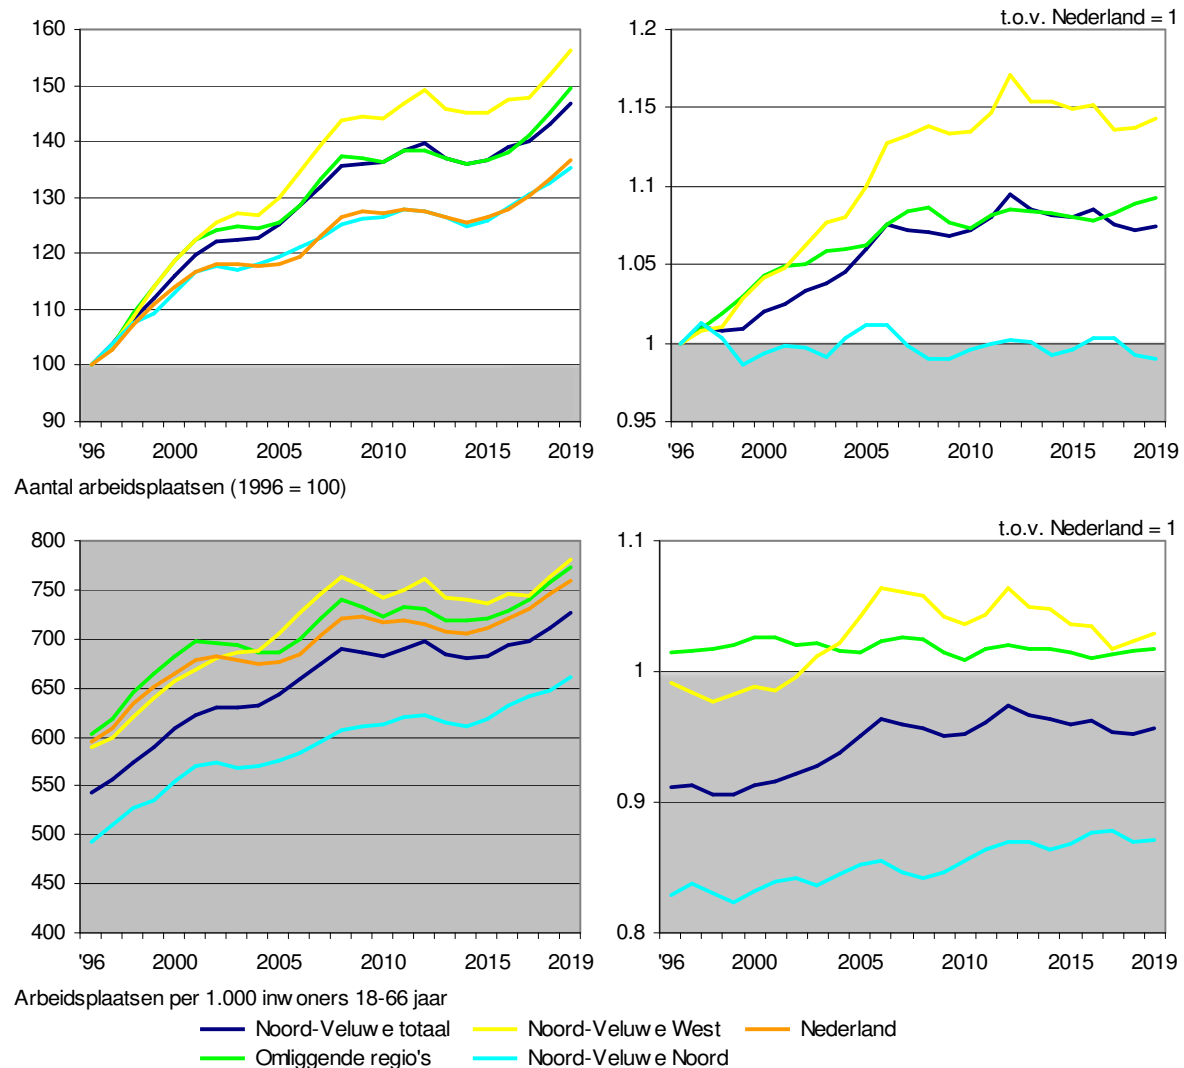 t.o.v. Nederland = 1
160
150
140
130
120
110
100
90
'96 2000 2005 2010 2015 2019
1.2
1.15
1.1
1.05
1
0.95
'96 2000 2005 2010 2015 2019
Aantal arbeidsplaatsen (1996 = 100)
t.o.v. Nederland = 1
800
750
700
650
600
550
500
450
400
'96 2000 2005 2010 2015 2019
1.1
1
0.9
0.8
'96 2000 2005 2010 2015 2019
Arbeidsplaatsen per 1.000 inwoners 18-66 jaar
Noord-Veluwe totaal Noord-Veluwe West Nederland
Omliggende regio's Noord-Veluwe Noord